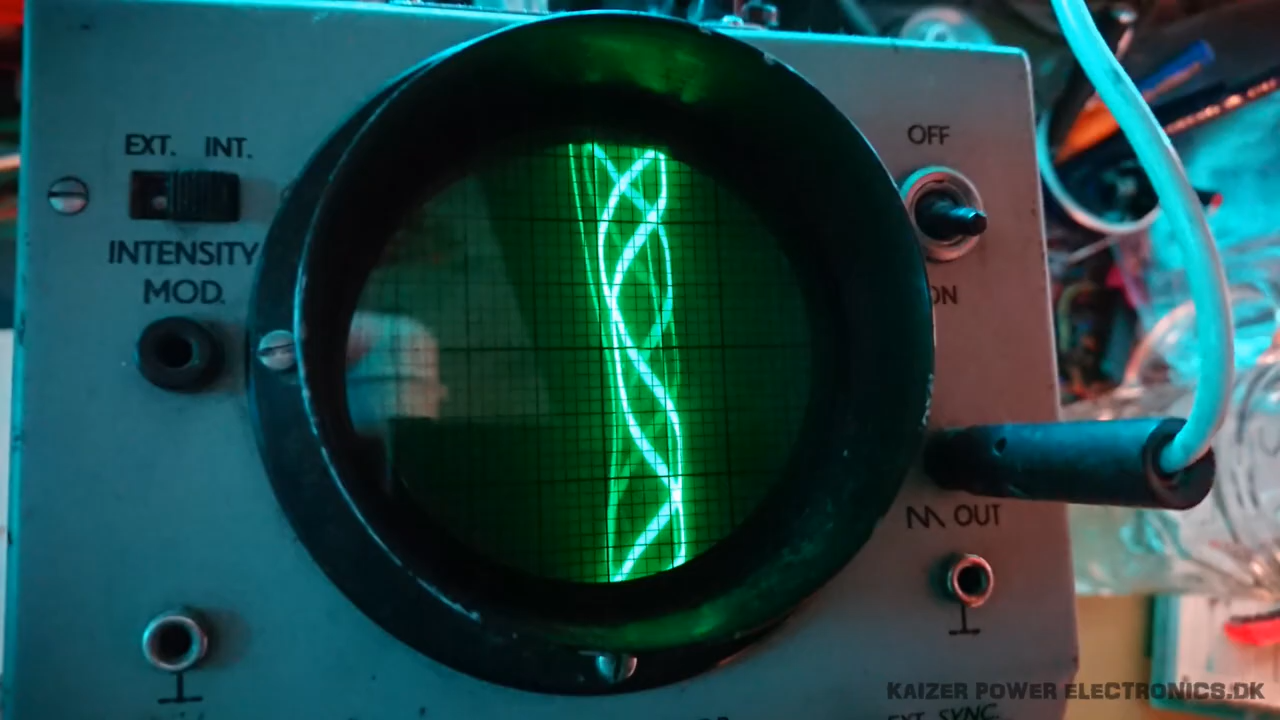 EXT. INT.
INTENSITY
MOD.
OFF
ON
OUT
KAIZER POWER ELECTRONICS.DK
EXT. SYNC.